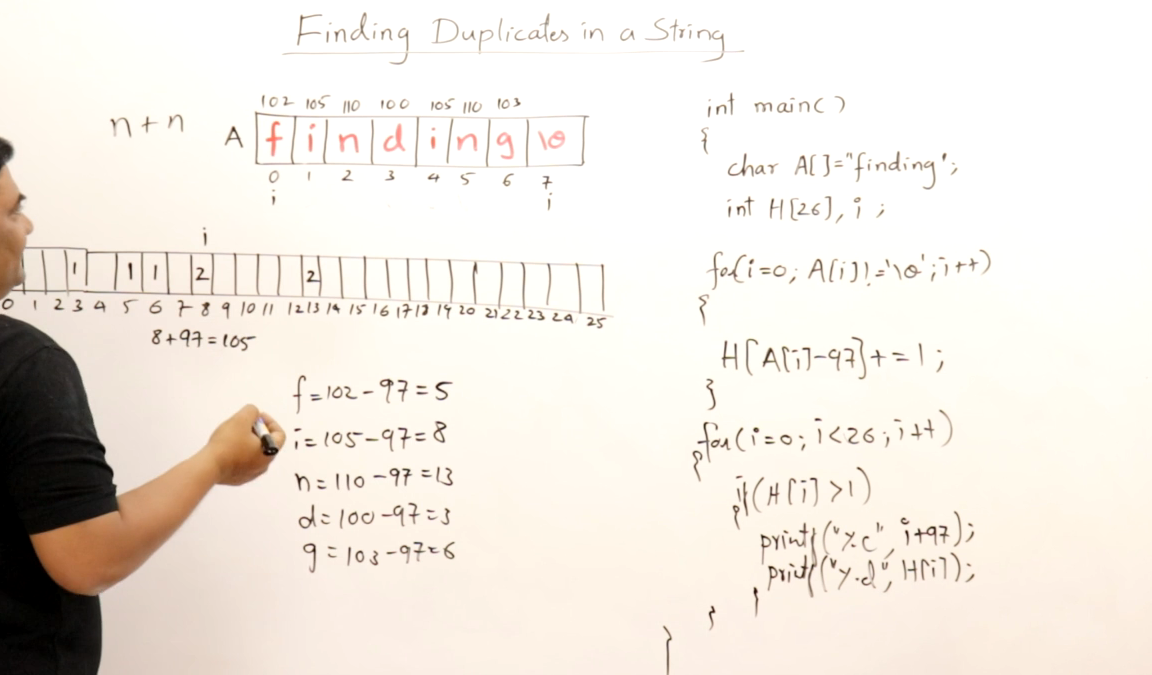 Finding Duplicates in a String
n+n
102 105 110 100 105 110 103
A f i n d i n g \0
0 1 2 3 4 5 6 7
i i
i
1 1 1 2 2
0 1 2 3 4 5 6 7 8 9 10 11 12 13 14 15 16 17 18 19 20 21 22 23 24 25
8+97=105
f=102-97=5
i=105-97=8
n=110-97=13
d=100-97=3
g=103-97=6
int main()
{
char A[]="finding';
int H[26], i;
for(i=0; A[i]!='\0'; i++)
{
H[A[i]-97]+=1;
}
for(i=0; i<26; i++)
{
if(H[i]>1)
{
printf("%c", i+97);
printf("%d", H[i]);
}
}
}